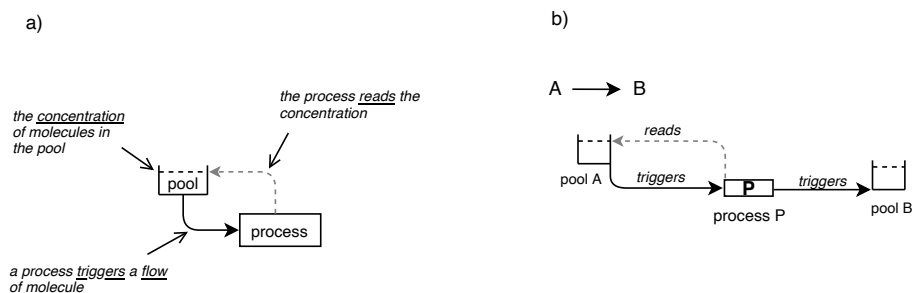 a)
the concentration
of molecules in
the pool
the process reads the
concentration
pool
process
a process triggers a flow
of molecule
b)
A B
reads
pool A
triggers
P
triggers
process P
pool B